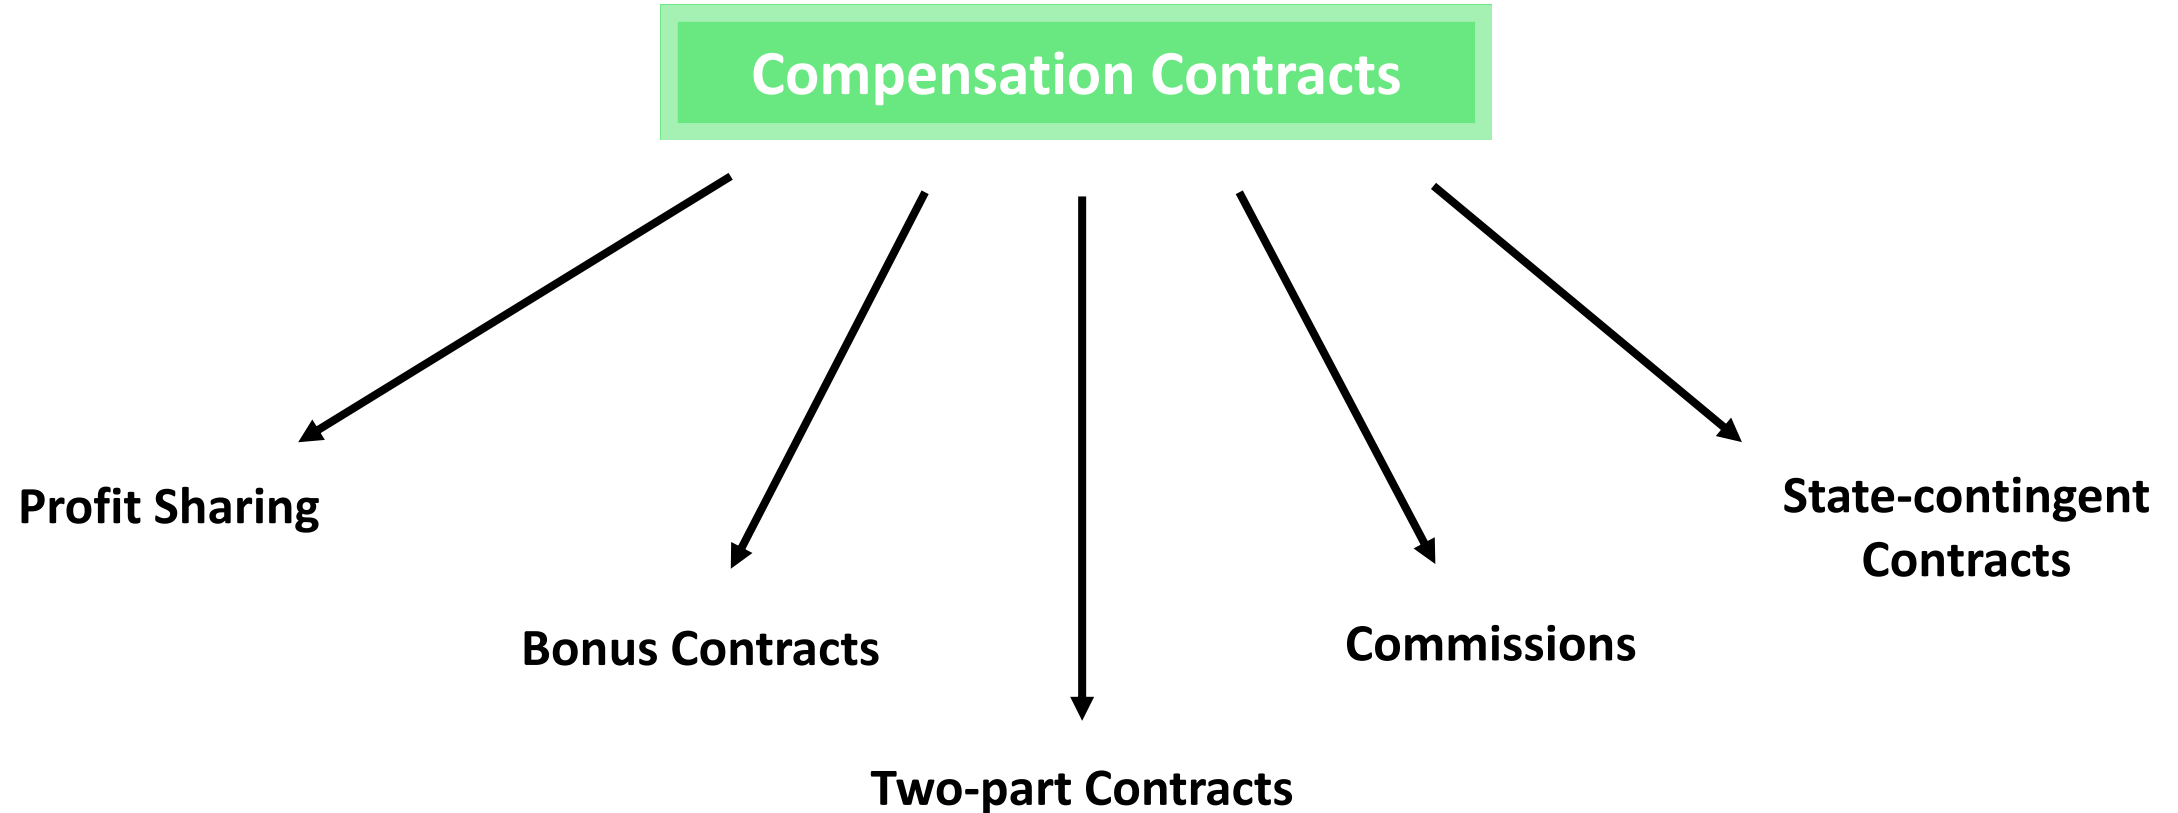 Compensation Contracts
Profit Sharing
Bonus Contracts
Two-part Contracts
Commissions
State-contingent
Contracts